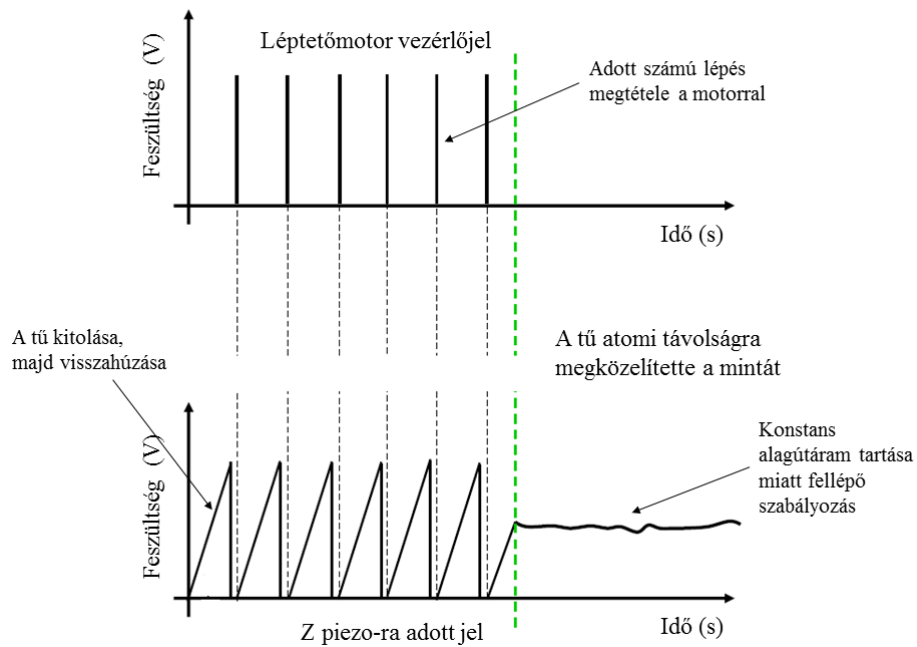 Léptetőmotor vezérlőjel
Feszültség (V)
Adott számú lépés
megtétele a motorral
Idő (s)
A tű kitolása,
majd visszahúzása
A tű atomi távolságra
megközelítette a mintát
Feszültség (V)
Konstans
alagútáram tartása
miatt fellépő
szabályozás
Z piezo-ra adott jel
Idő (s)